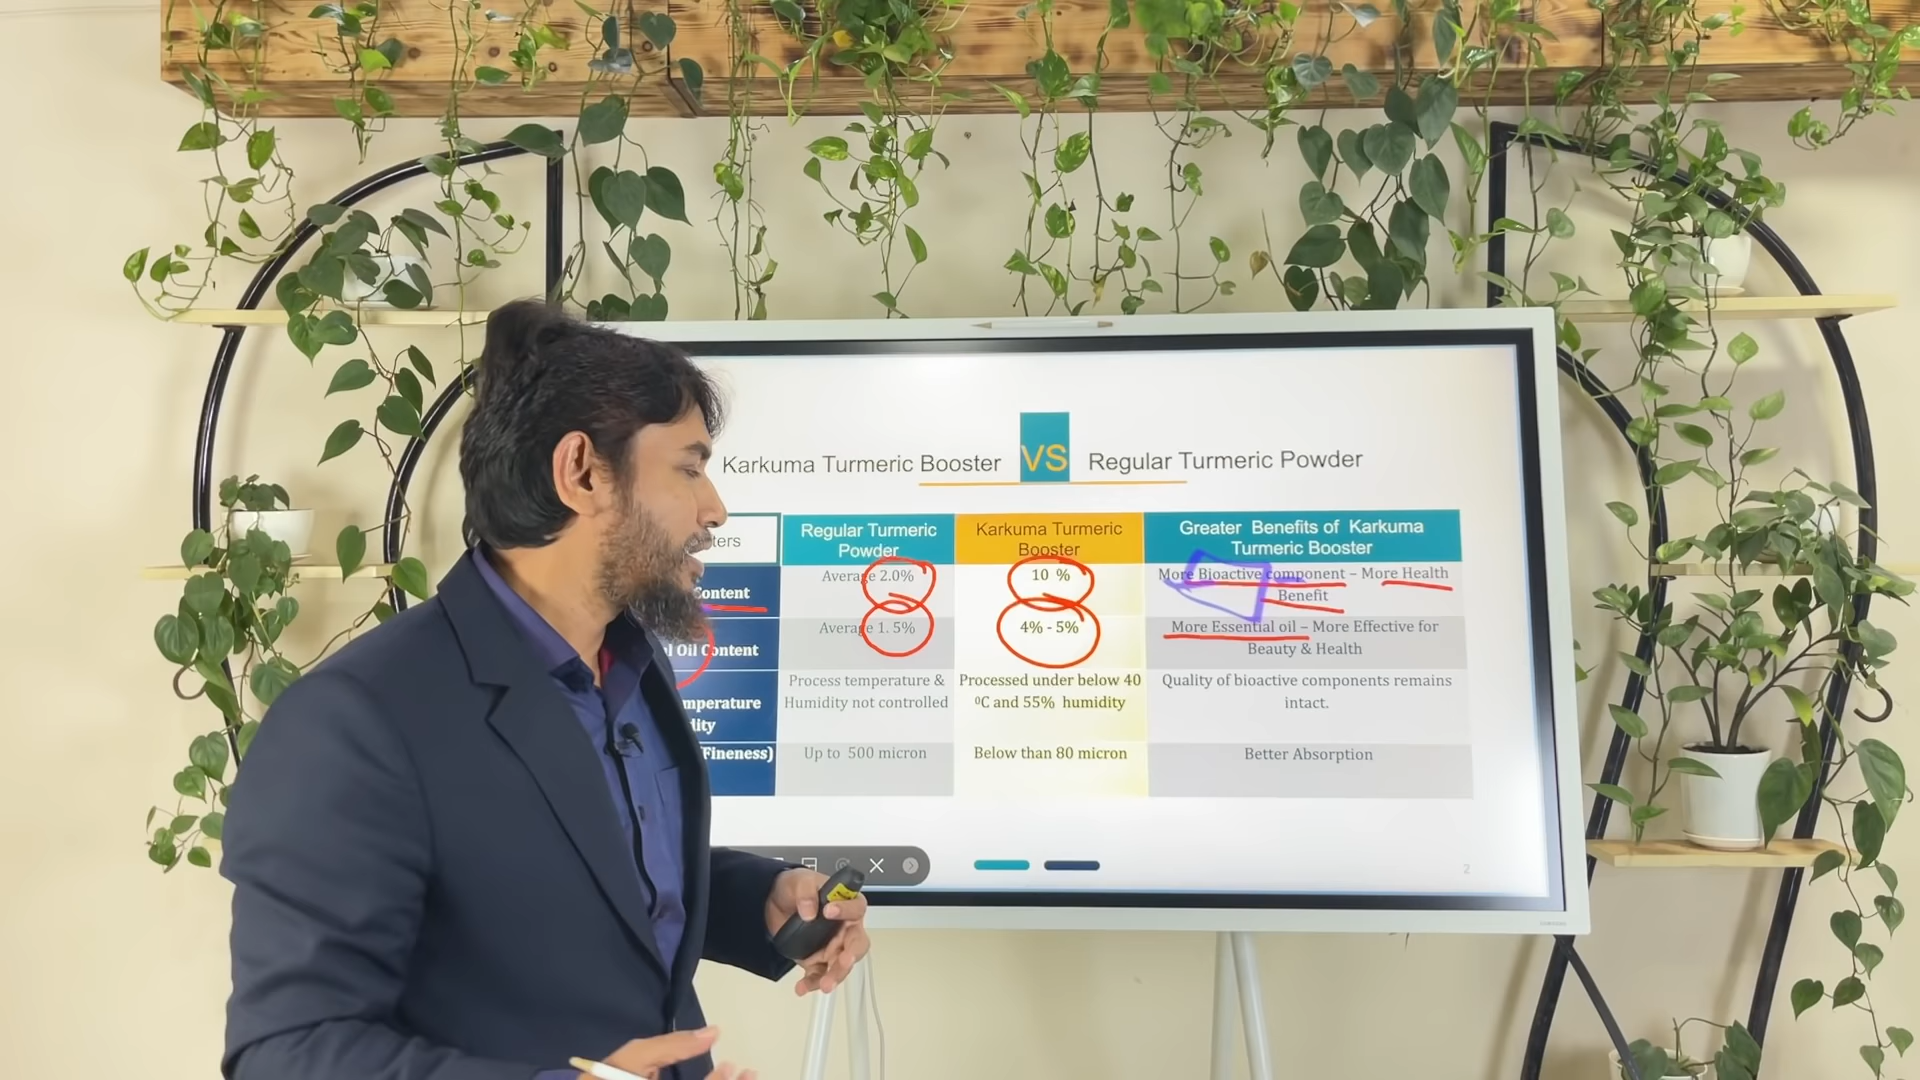 Karkuma Turmeric Booster VS Regular Turmeric Powder
Regular Turmeric
Powder
Karkuma Turmeric
Booster
Greater Benefits of Karkuma
Turmeric Booster
Content
Average 2.0%
10 %
More Bioactive component – More Health
Benefit
Oil Content
Average 1. 5%
4% - 5%
More Essential oil – More Effective for
Beauty & Health
Process temperature &
Humidity not controlled
Processed under below 40
⁰C and 55% humidity
Quality of bioactive components remains
intact.
(Fineness)
Up to 500 micron
Below than 80 micron
Better Absorption
2